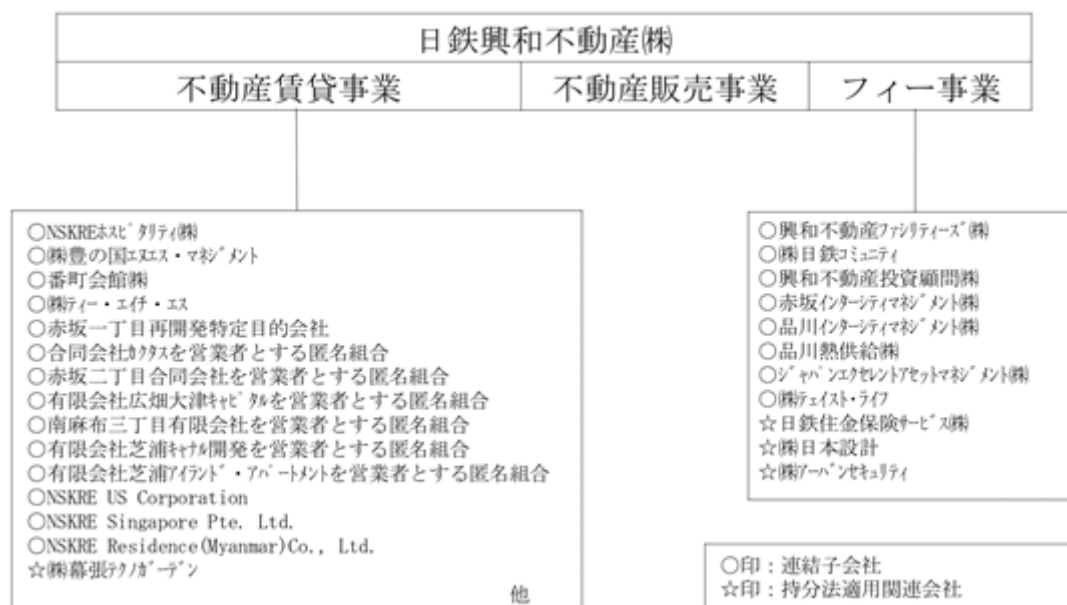 日鉄興和不動産㈱
不動産賃貸事業
不動産販売事業
フィー事業
○NSKREﾎｽﾋﾟﾀﾘﾃｨ㈱
○㈱豊の国ｴﾇｴｽ・ﾏﾈｼﾞﾒﾝﾄ
○番町会館㈱
○㈱ﾃｨｰ・ｴｲﾁ・ｴｽ
○赤坂一丁目再開発特定目的会社
○合同会社ｶｸﾀｽを営業者とする匿名組合
○赤坂二丁目合同会社を営業者とする匿名組合
○有限会社広畑大津ｷｬﾋﾟﾀﾙを営業者とする匿名組合
○南麻布三丁目有限会社を営業者とする匿名組合
○有限会社芝浦ｷｬﾅﾙ開発を営業者とする匿名組合
○有限会社芝浦ｱｲﾗﾝﾄﾞ・ｱﾊﾟｰﾄﾒﾝﾄを営業者とする匿名組合
○NSKRE US Corporation
○NSKRE Singapore Pte. Ltd.
○NSKRE Residence(Myanmar)Co., Ltd.
☆㈱幕張ﾃｸﾉｶﾞｰﾃﾞﾝ
他
○興和不動産ﾌｧｼﾘﾃｨｰｽﾞ㈱
○㈱日鉄ｺﾐｭﾆﾃｨ
○興和不動産投資顧問㈱
○赤坂ｲﾝﾀｰｼﾃｨﾏﾈｼﾞﾒﾝﾄ㈱
○品川ｲﾝﾀｰｼﾃｨﾏﾈｼﾞﾒﾝﾄ㈱
○品川熱供給㈱
○ｼﾞｬﾊﾟﾝｴｸｾﾚﾝﾄｱｾｯﾄﾏﾈｼﾞﾒﾝﾄ㈱
○㈱ﾃｲｽﾄ・ﾗｲﾌ
☆日鉄住金保険ｻｰﾋﾞｽ㈱
☆㈱日本設計
☆㈱ｱｰﾊﾞﾝｾｷｭﾘﾃｨ
○印：連結子会社
☆印：持分法適用関連会社